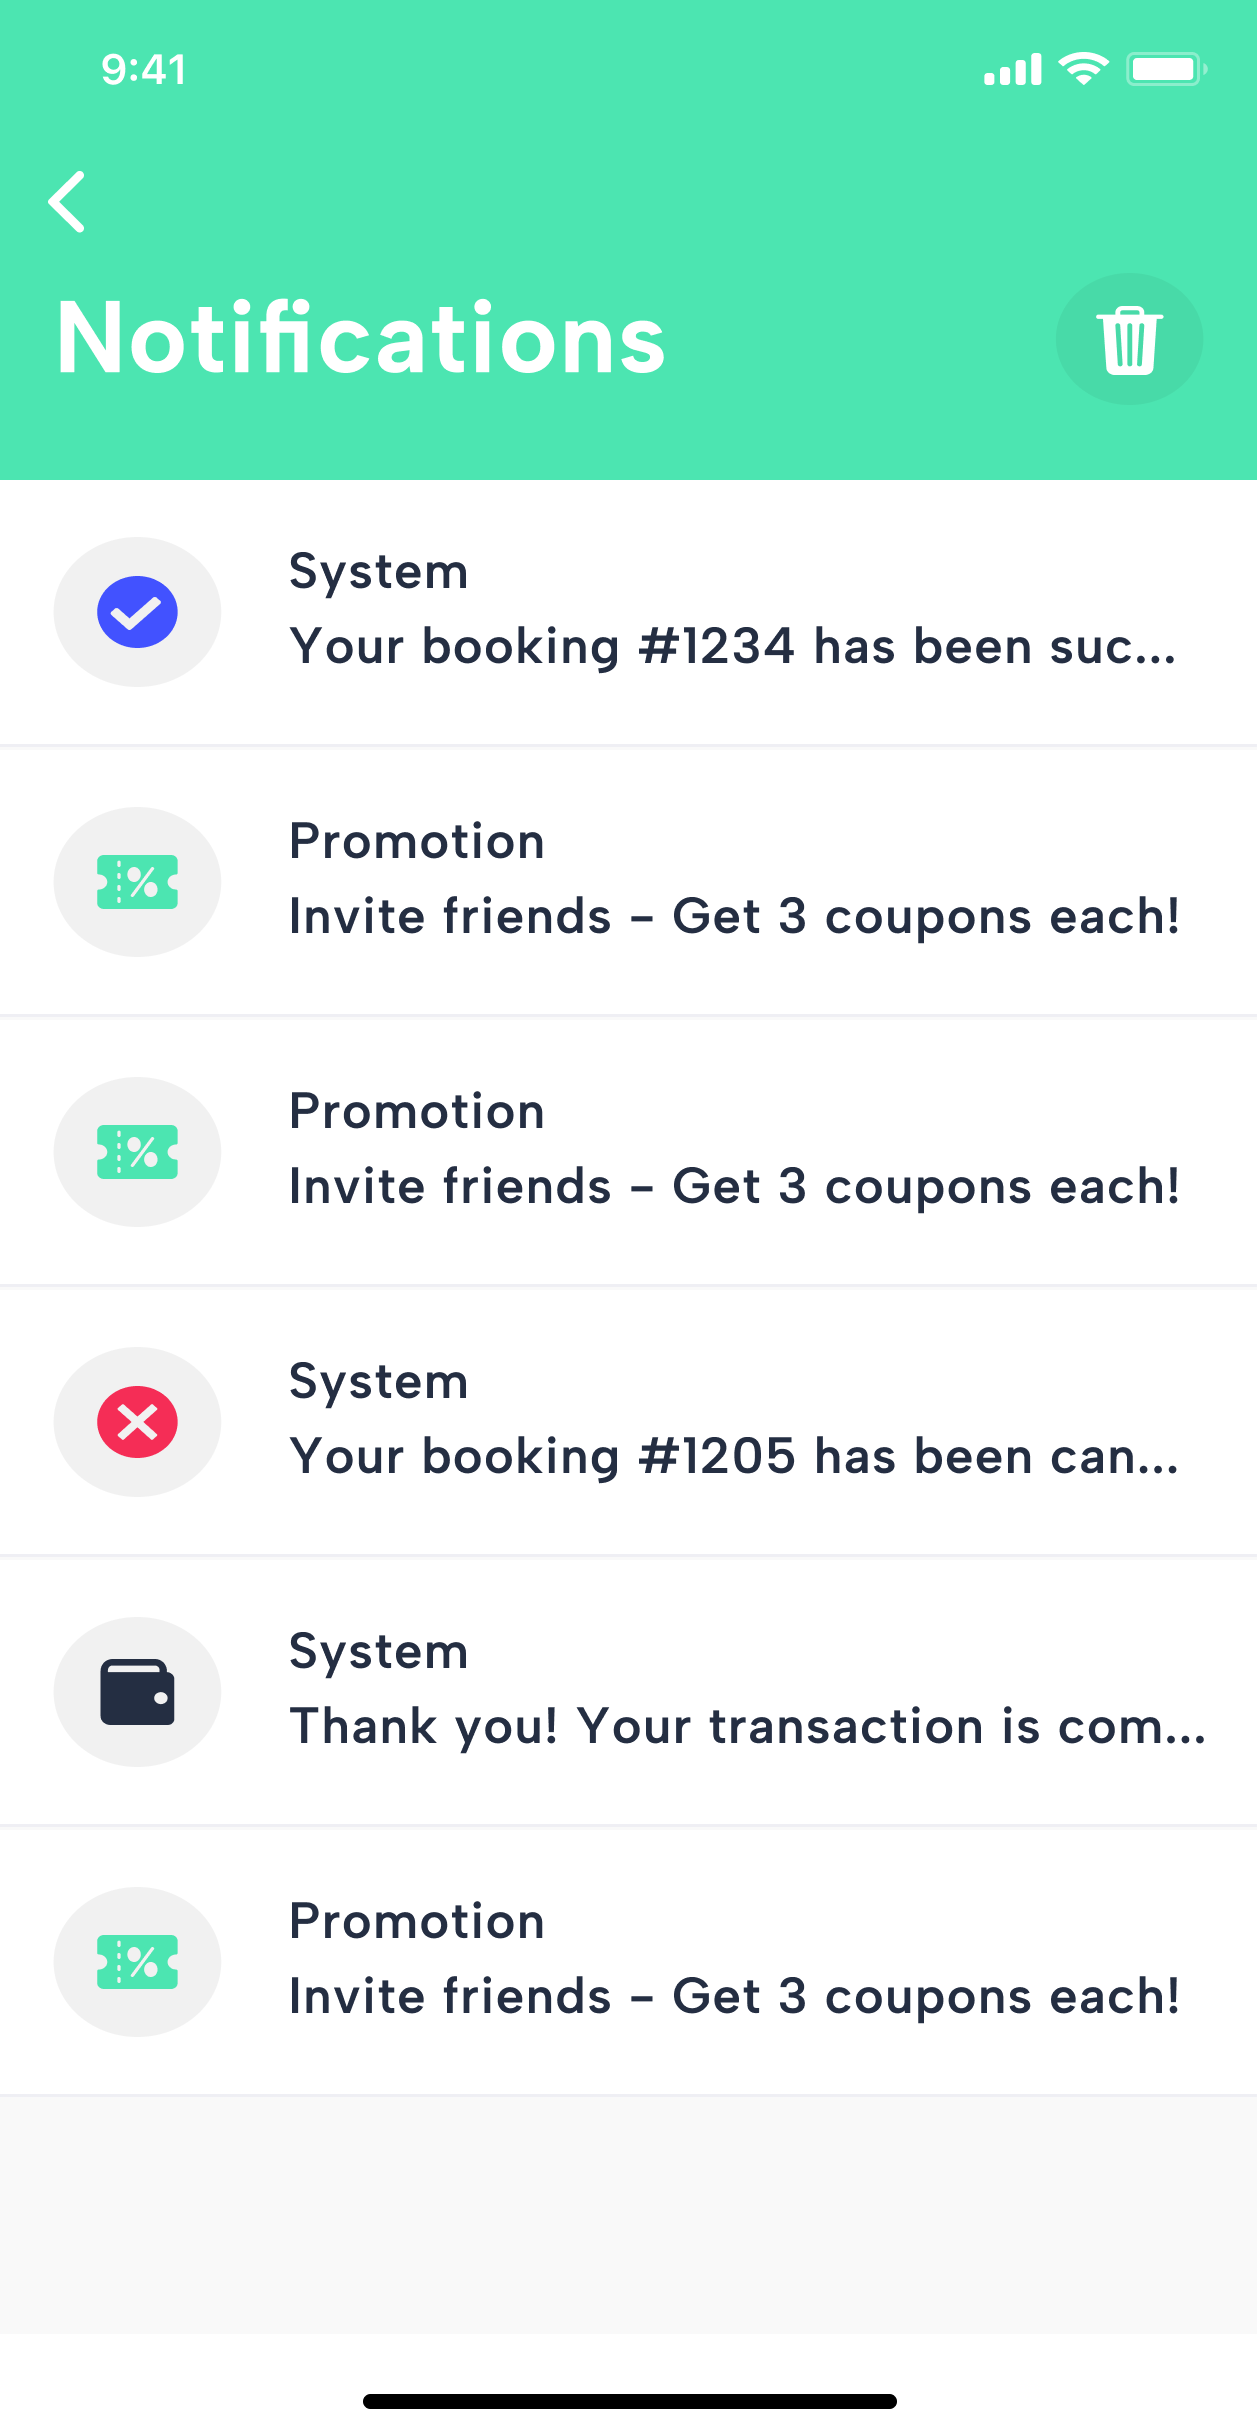 9:41
Notifications
System
Your booking #1234 has been suc...
Promotion
Invite friends - Get 3 coupons each!
Promotion
Invite friends - Get 3 coupons each!
System
Your booking #1205 has been can...
System
Thank you! Your transaction is com...
Promotion
Invite friends - Get 3 coupons each!